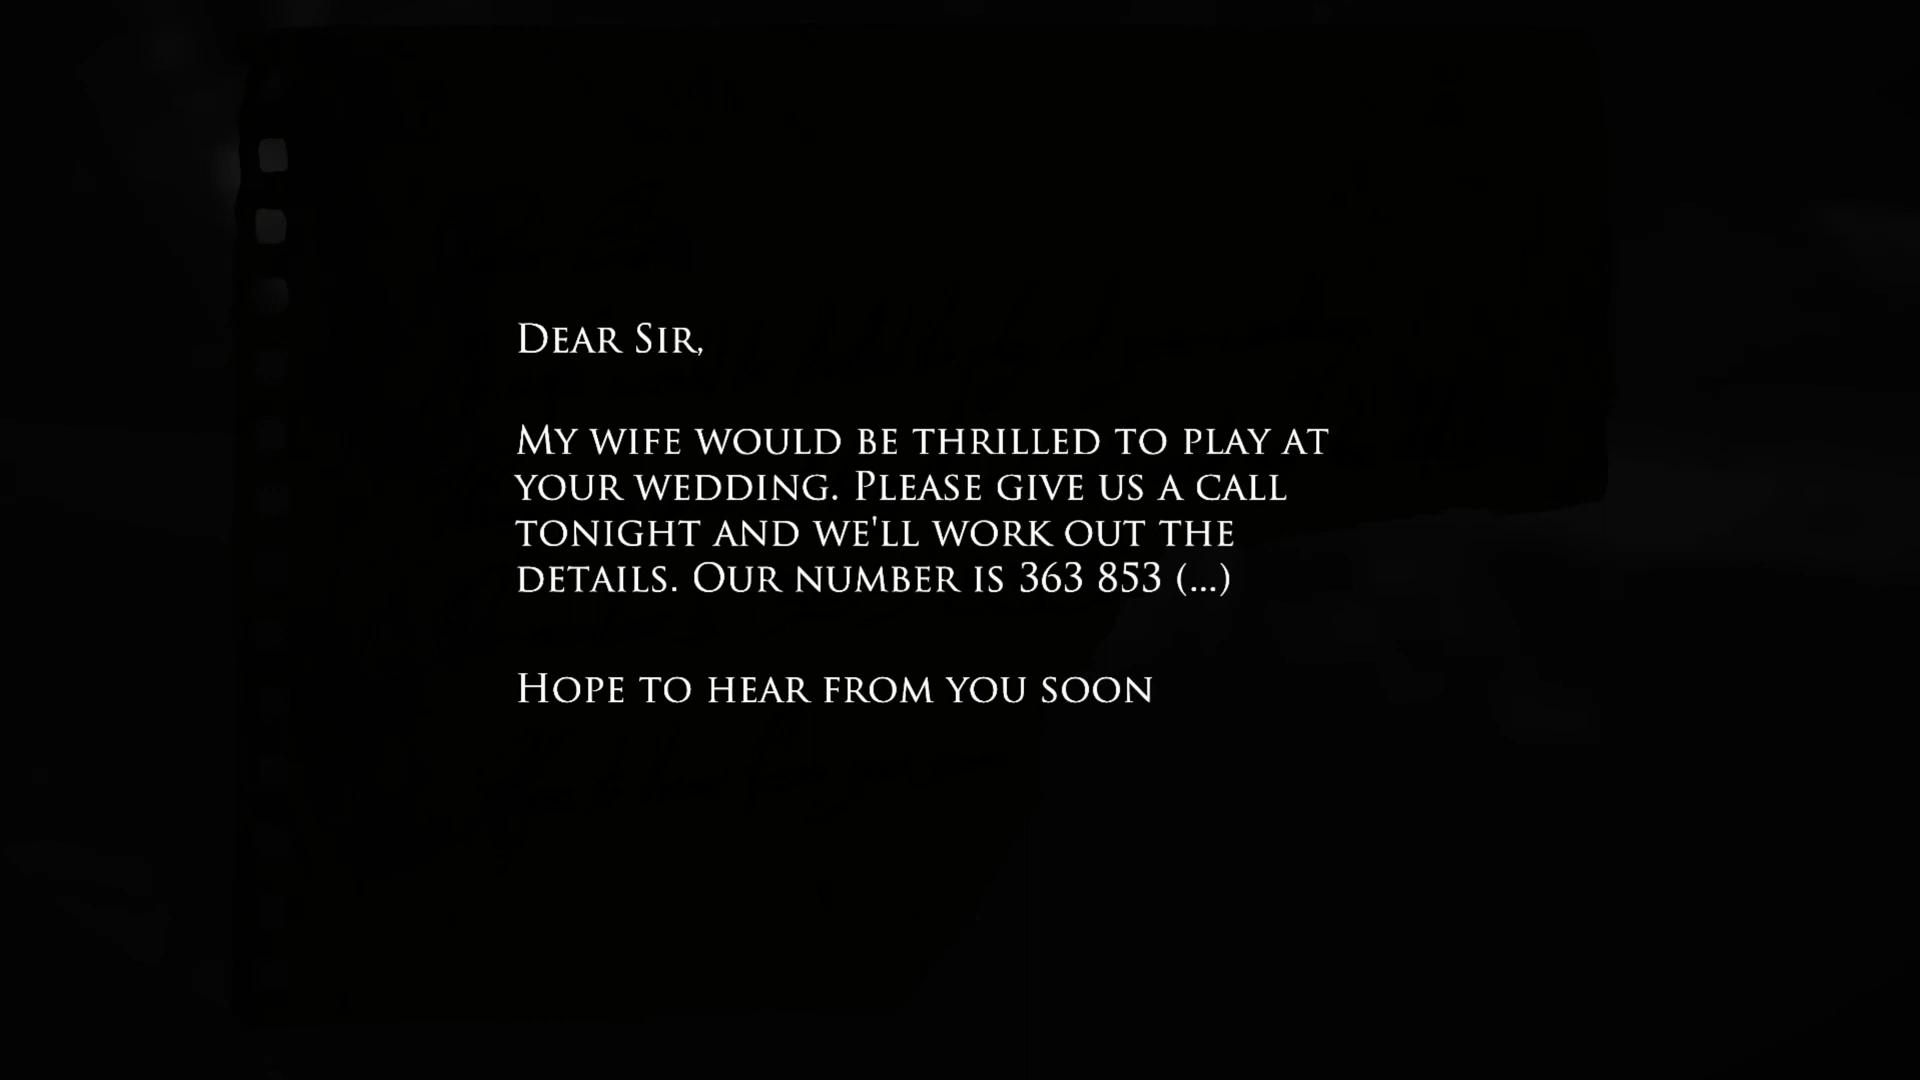 Dear Sir,
My wife would be thrilled to play at
your wedding. Please give us a call
tonight and we'll work out the
details. Our number is 363 853 (...)
Hope to hear from you soon